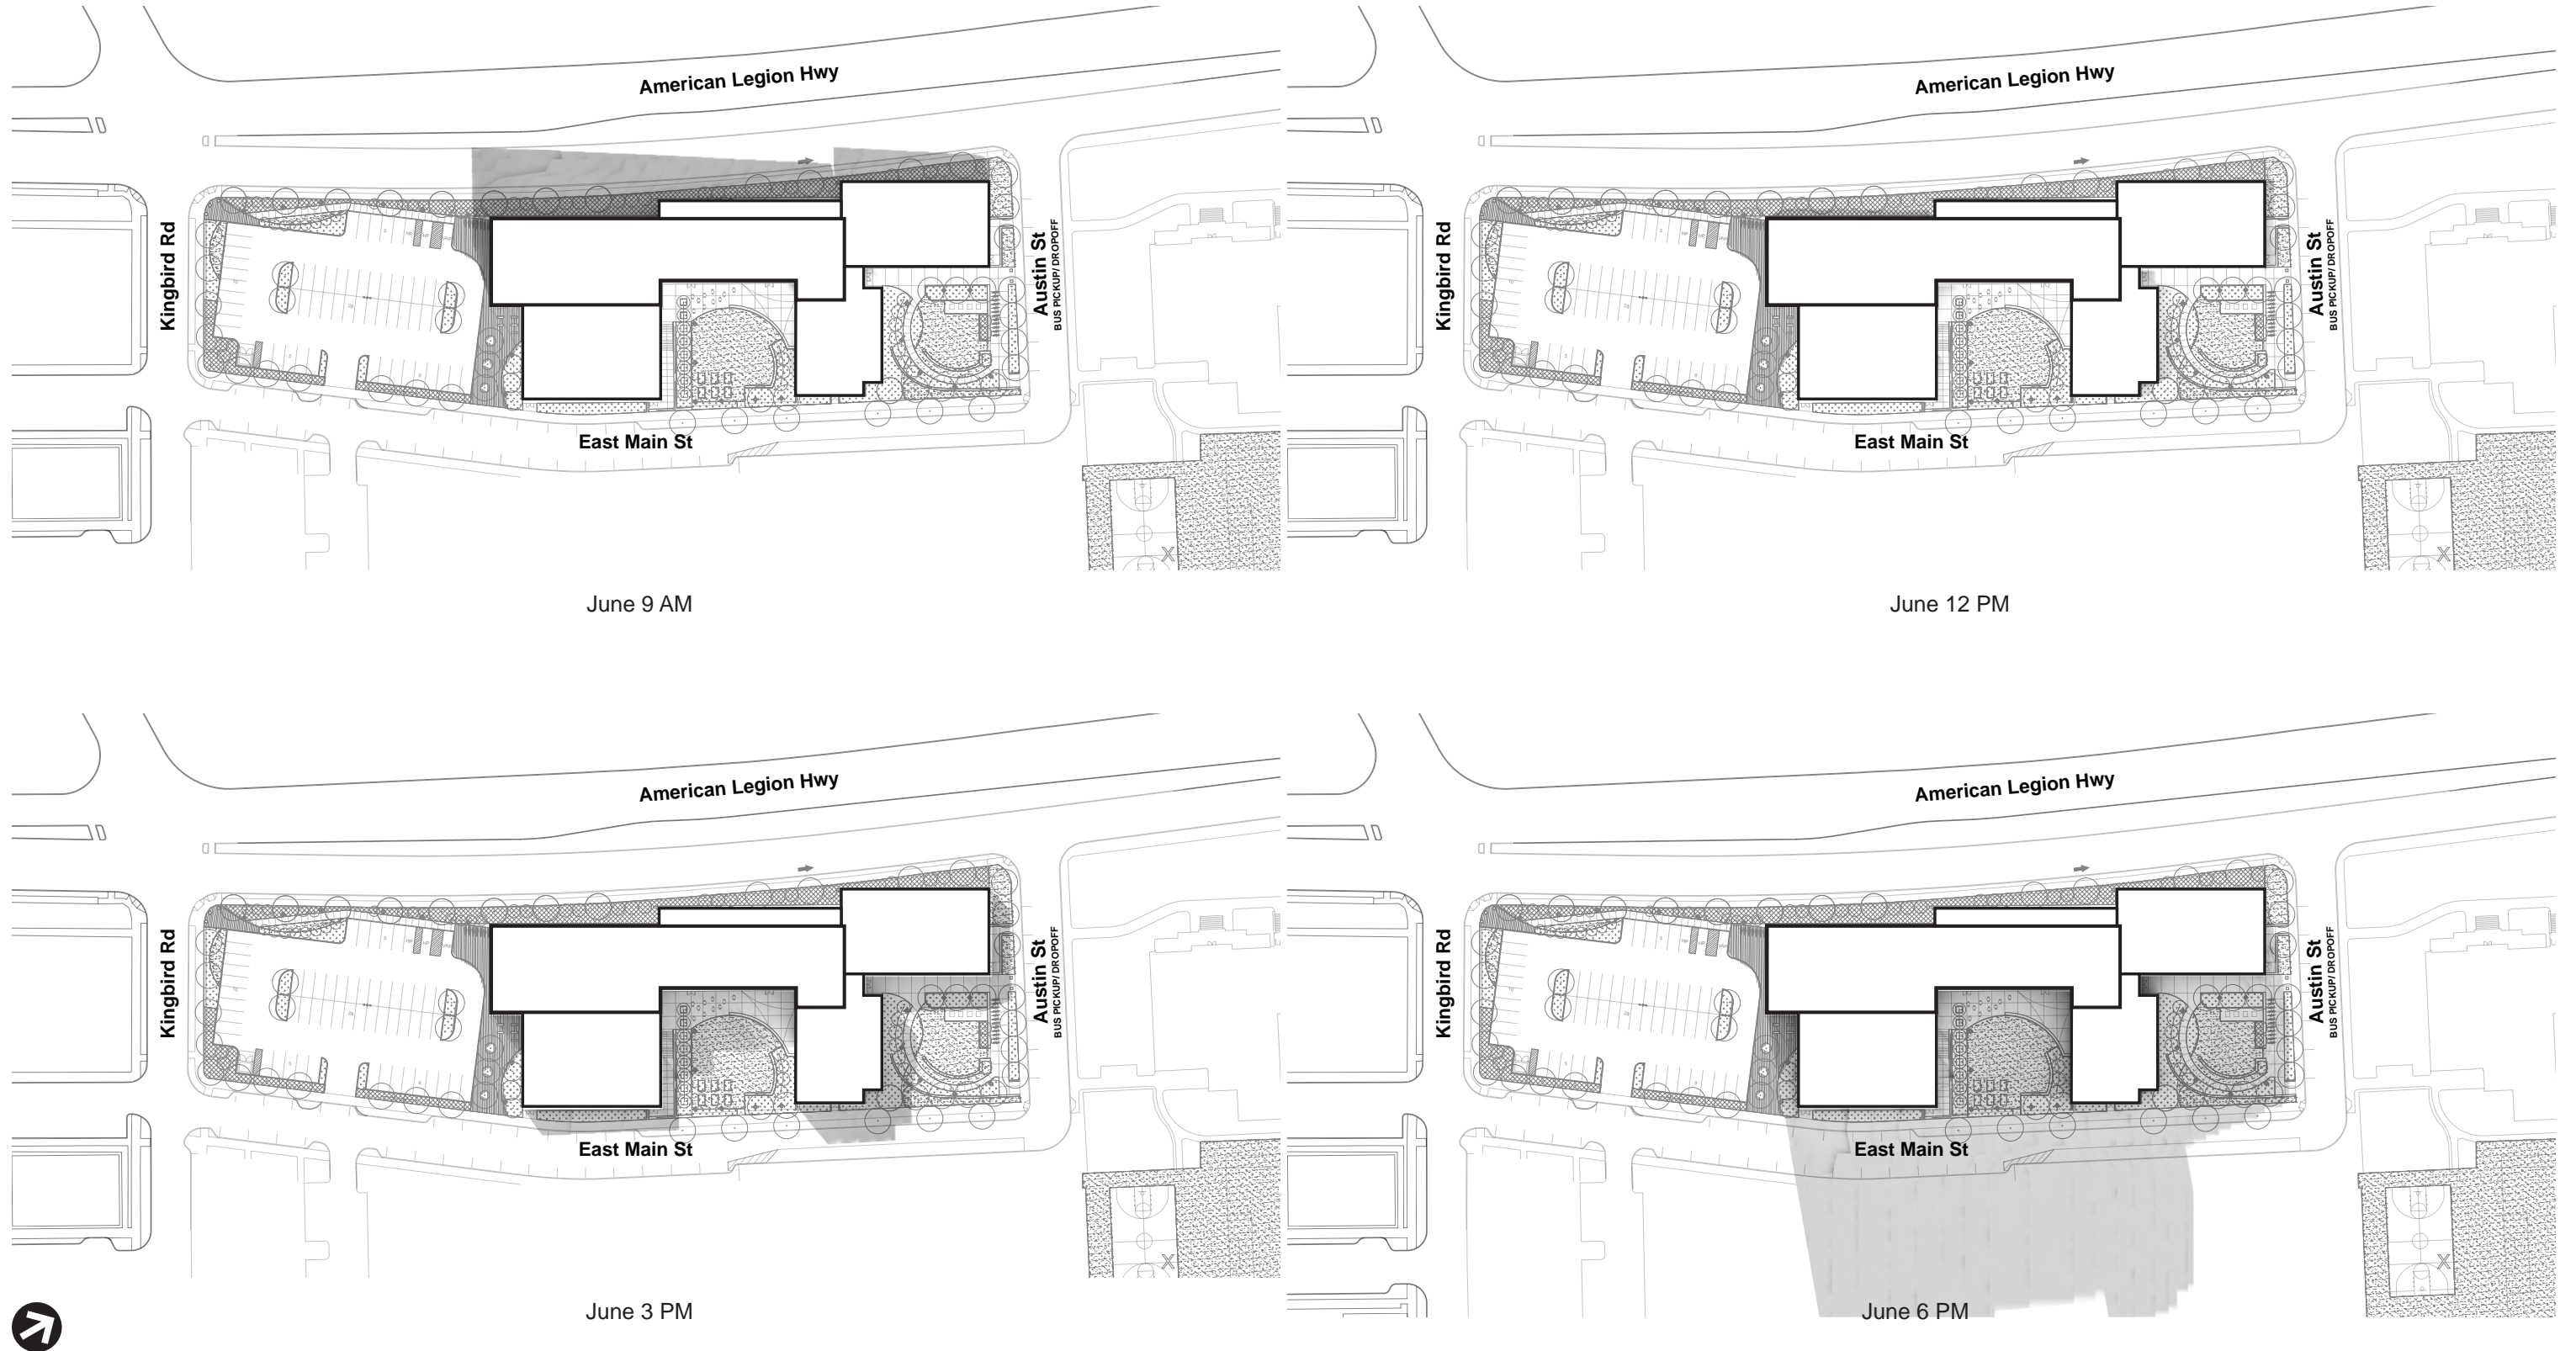 American Legion Hwy
Kingbird Rd
Austin St
BUS PICKUP/ DROPOFF
East Main St
X
June 9 AM
American Legion Hwy
Kingbird Rd
Austin St
BUS PICKUP/ DROPOFF
East Main St
X
June 12 PM
American Legion Hwy
Kingbird Rd
Austin St
BUS PICKUP/ DROPOFF
East Main St
X
June 3 PM
American Legion Hwy
Kingbird Rd
Austin St
BUS PICKUP/ DROPOFF
East Main St
X
June 6 PM